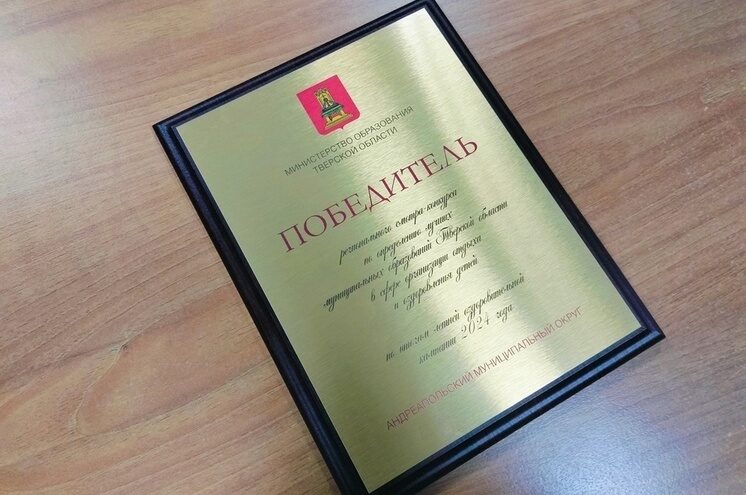 МИНИСТЕРСТВО ОБРАЗОВАНИЯ
ТВЕРСКОЙ ОБЛАСТИ
ПОБЕДИТЕЛЬ
регионального смотра-конкурса
по определению лучших
муниципальных образований Тверской области
в сфере организации отдыха
и оздоровления детей
по итогам летней оздоровительной
кампании 2024 года
АНДРЕАПОЛЬСКИЙ МУНИЦИПАЛЬНЫЙ ОКРУГ